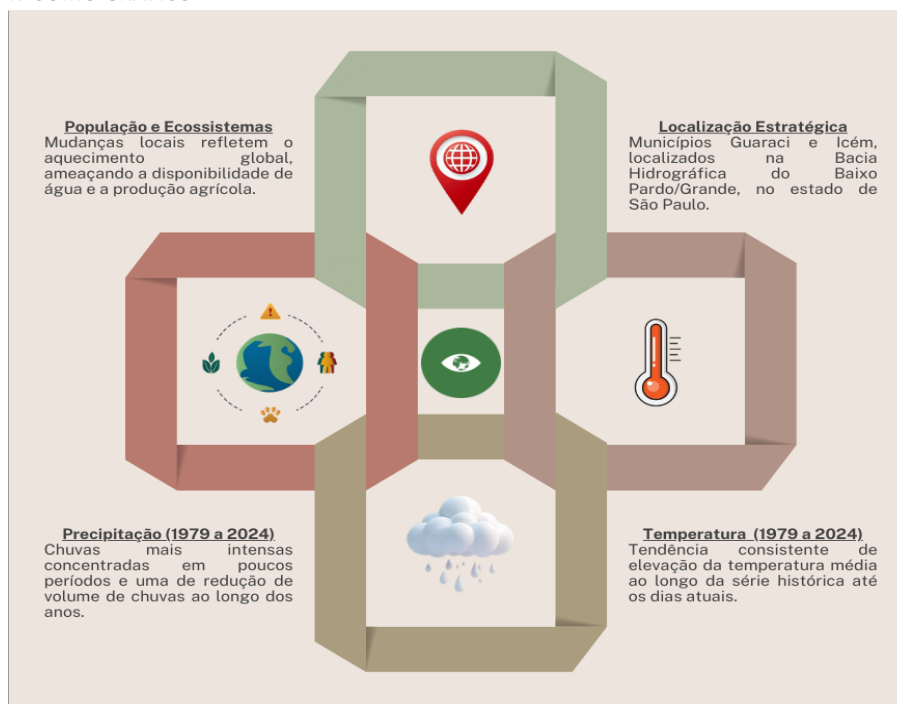 População e Ecossistemas
Mudanças locais refletem o
aquecimento global,
ameaçando a disponibilidade de
água e a produção agrícola.
Localização Estratégica
Municípios Guaraci e Icém,
localizados na Bacia
Hidrográfica do Baixo
Pardo/Grande, no estado de
São Paulo.
Precipitação (1979 a 2024)
Chuvas mais intensas
concentradas em poucos
períodos e uma de redução de
volume de chuvas ao longo dos
anos.
Temperatura (1979 a 2024)
Tendência consistente de
elevação da temperatura média
ao longo da série histórica até
os dias atuais.